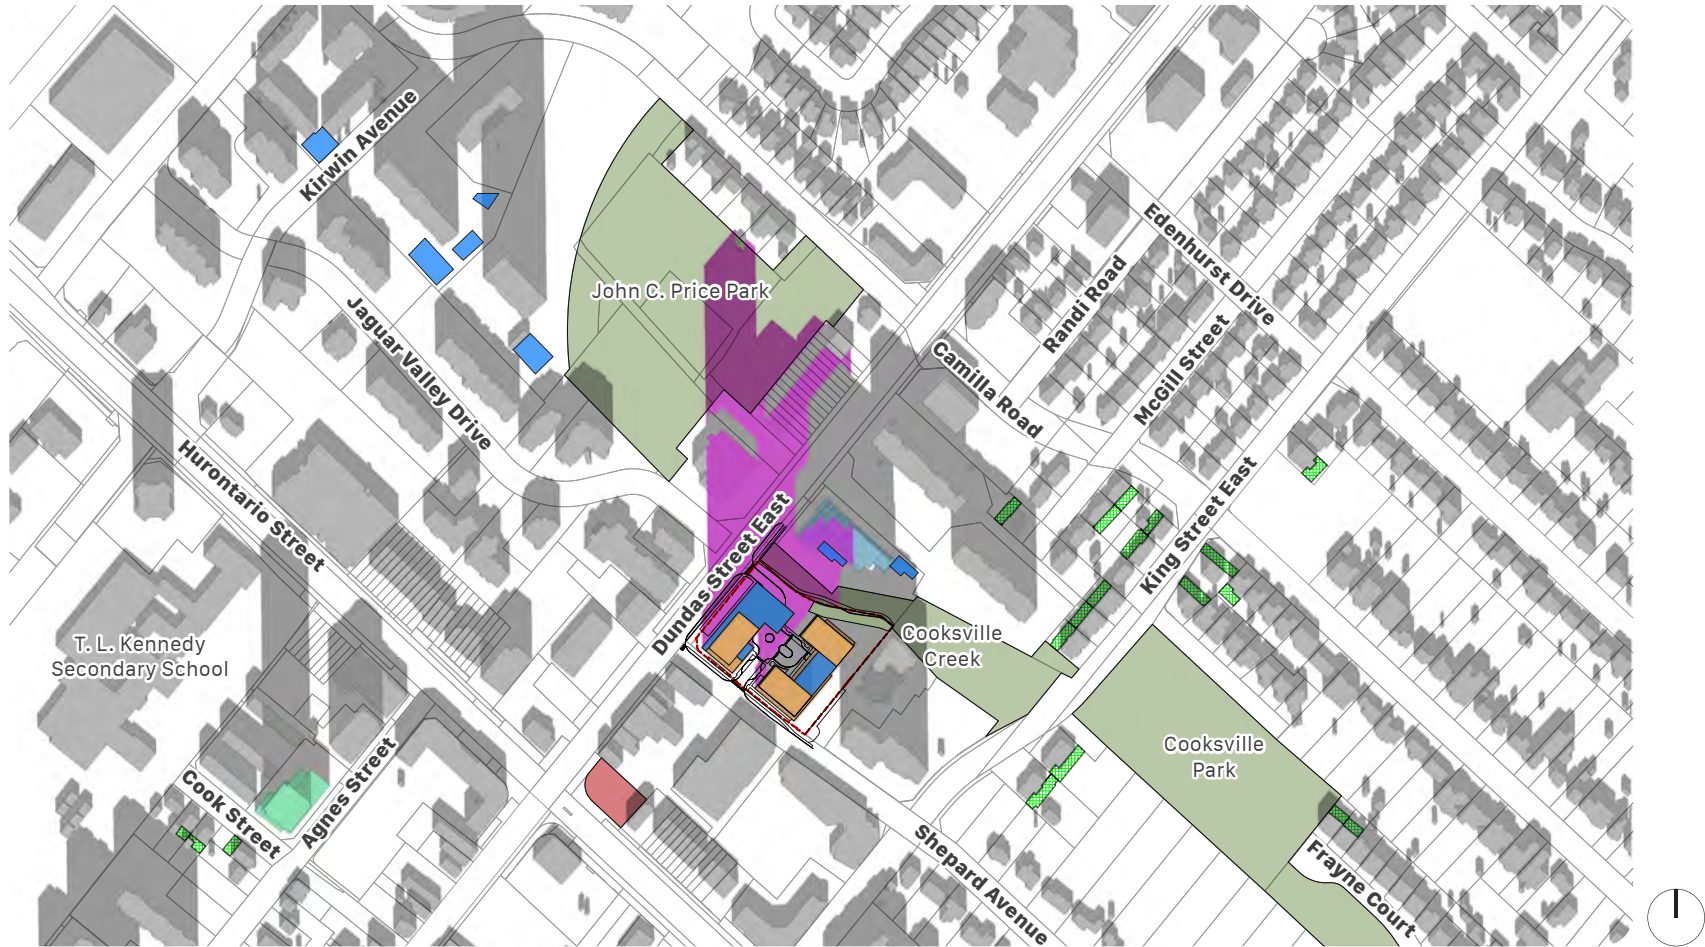 Kirwin Avenue
Edenhurst Drive
John C. Price Park
Randi Road
Jaguar Valley Drive
McGill Street
Camilla Road
Hurontario Street
King Street East
Dundas Street East
T. L. Kennedy
Secondary School
Cooksville
Creek
Cooksville
Park
Cook Street
Agnes Street
Shepard Avenue
Frayne Court